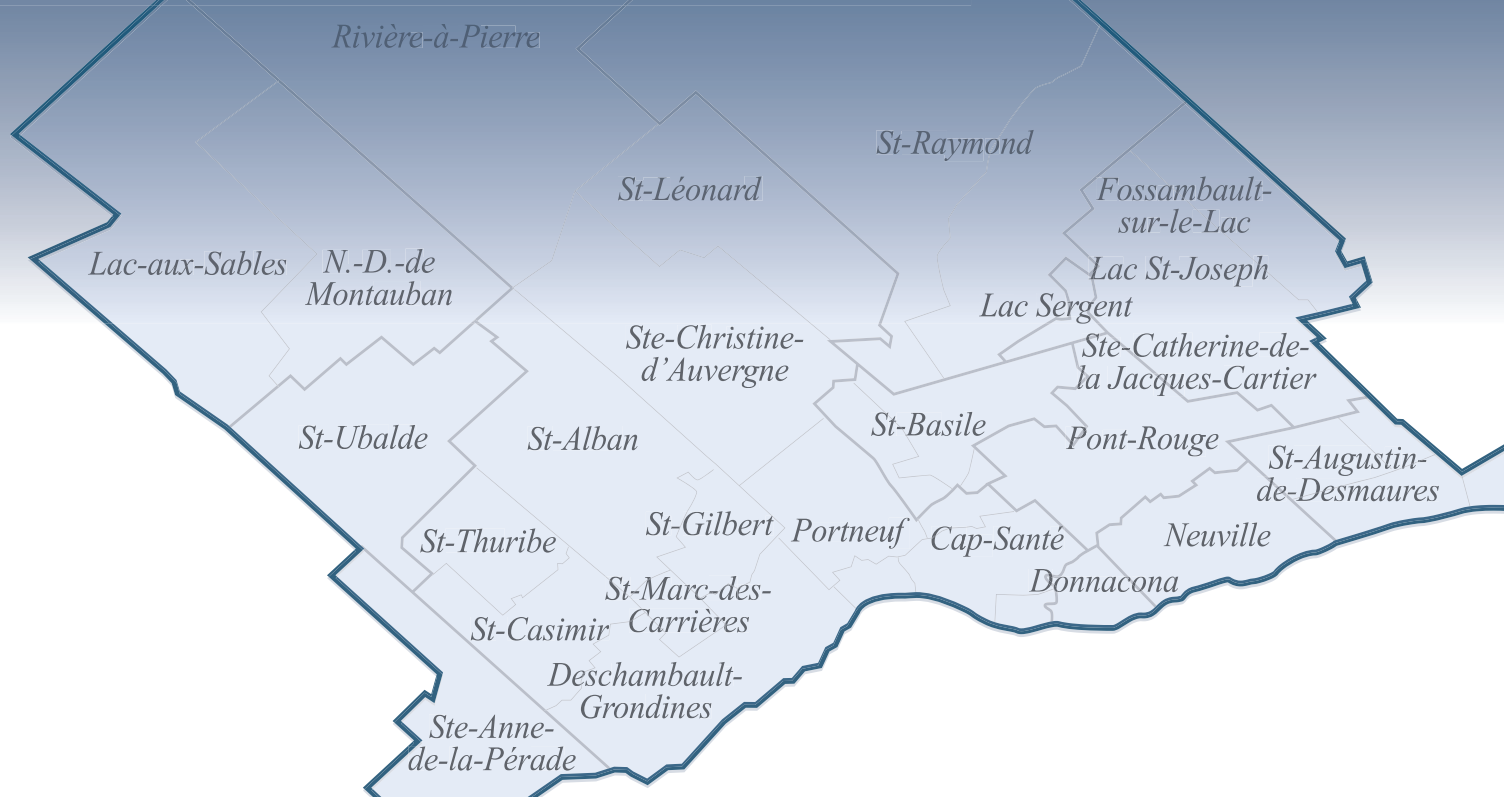 Rivière-à-Pierre
St-Raymond
St-Léonard
Fossambault-
sur-le-Lac
Lac-aux-Sables
N.-D.-de
Montauban
Lac St-Joseph
Lac Sergent
Ste-Christine-
d’Auvergne
Ste-Catherine-de-
la Jacques-Cartier
St-Basile
St-Ubalde
St-Alban
Pont-Rouge
St-Augustin-
de-Desmaures
St-Gilbert
Portneuf
Cap-Santé
Neuville
St-Thuribe
Donnacona
St-Marc-des-
Carrières
St-Casimir
Deschambault-
Grondines
Ste-Anne-
de-la-Pérade